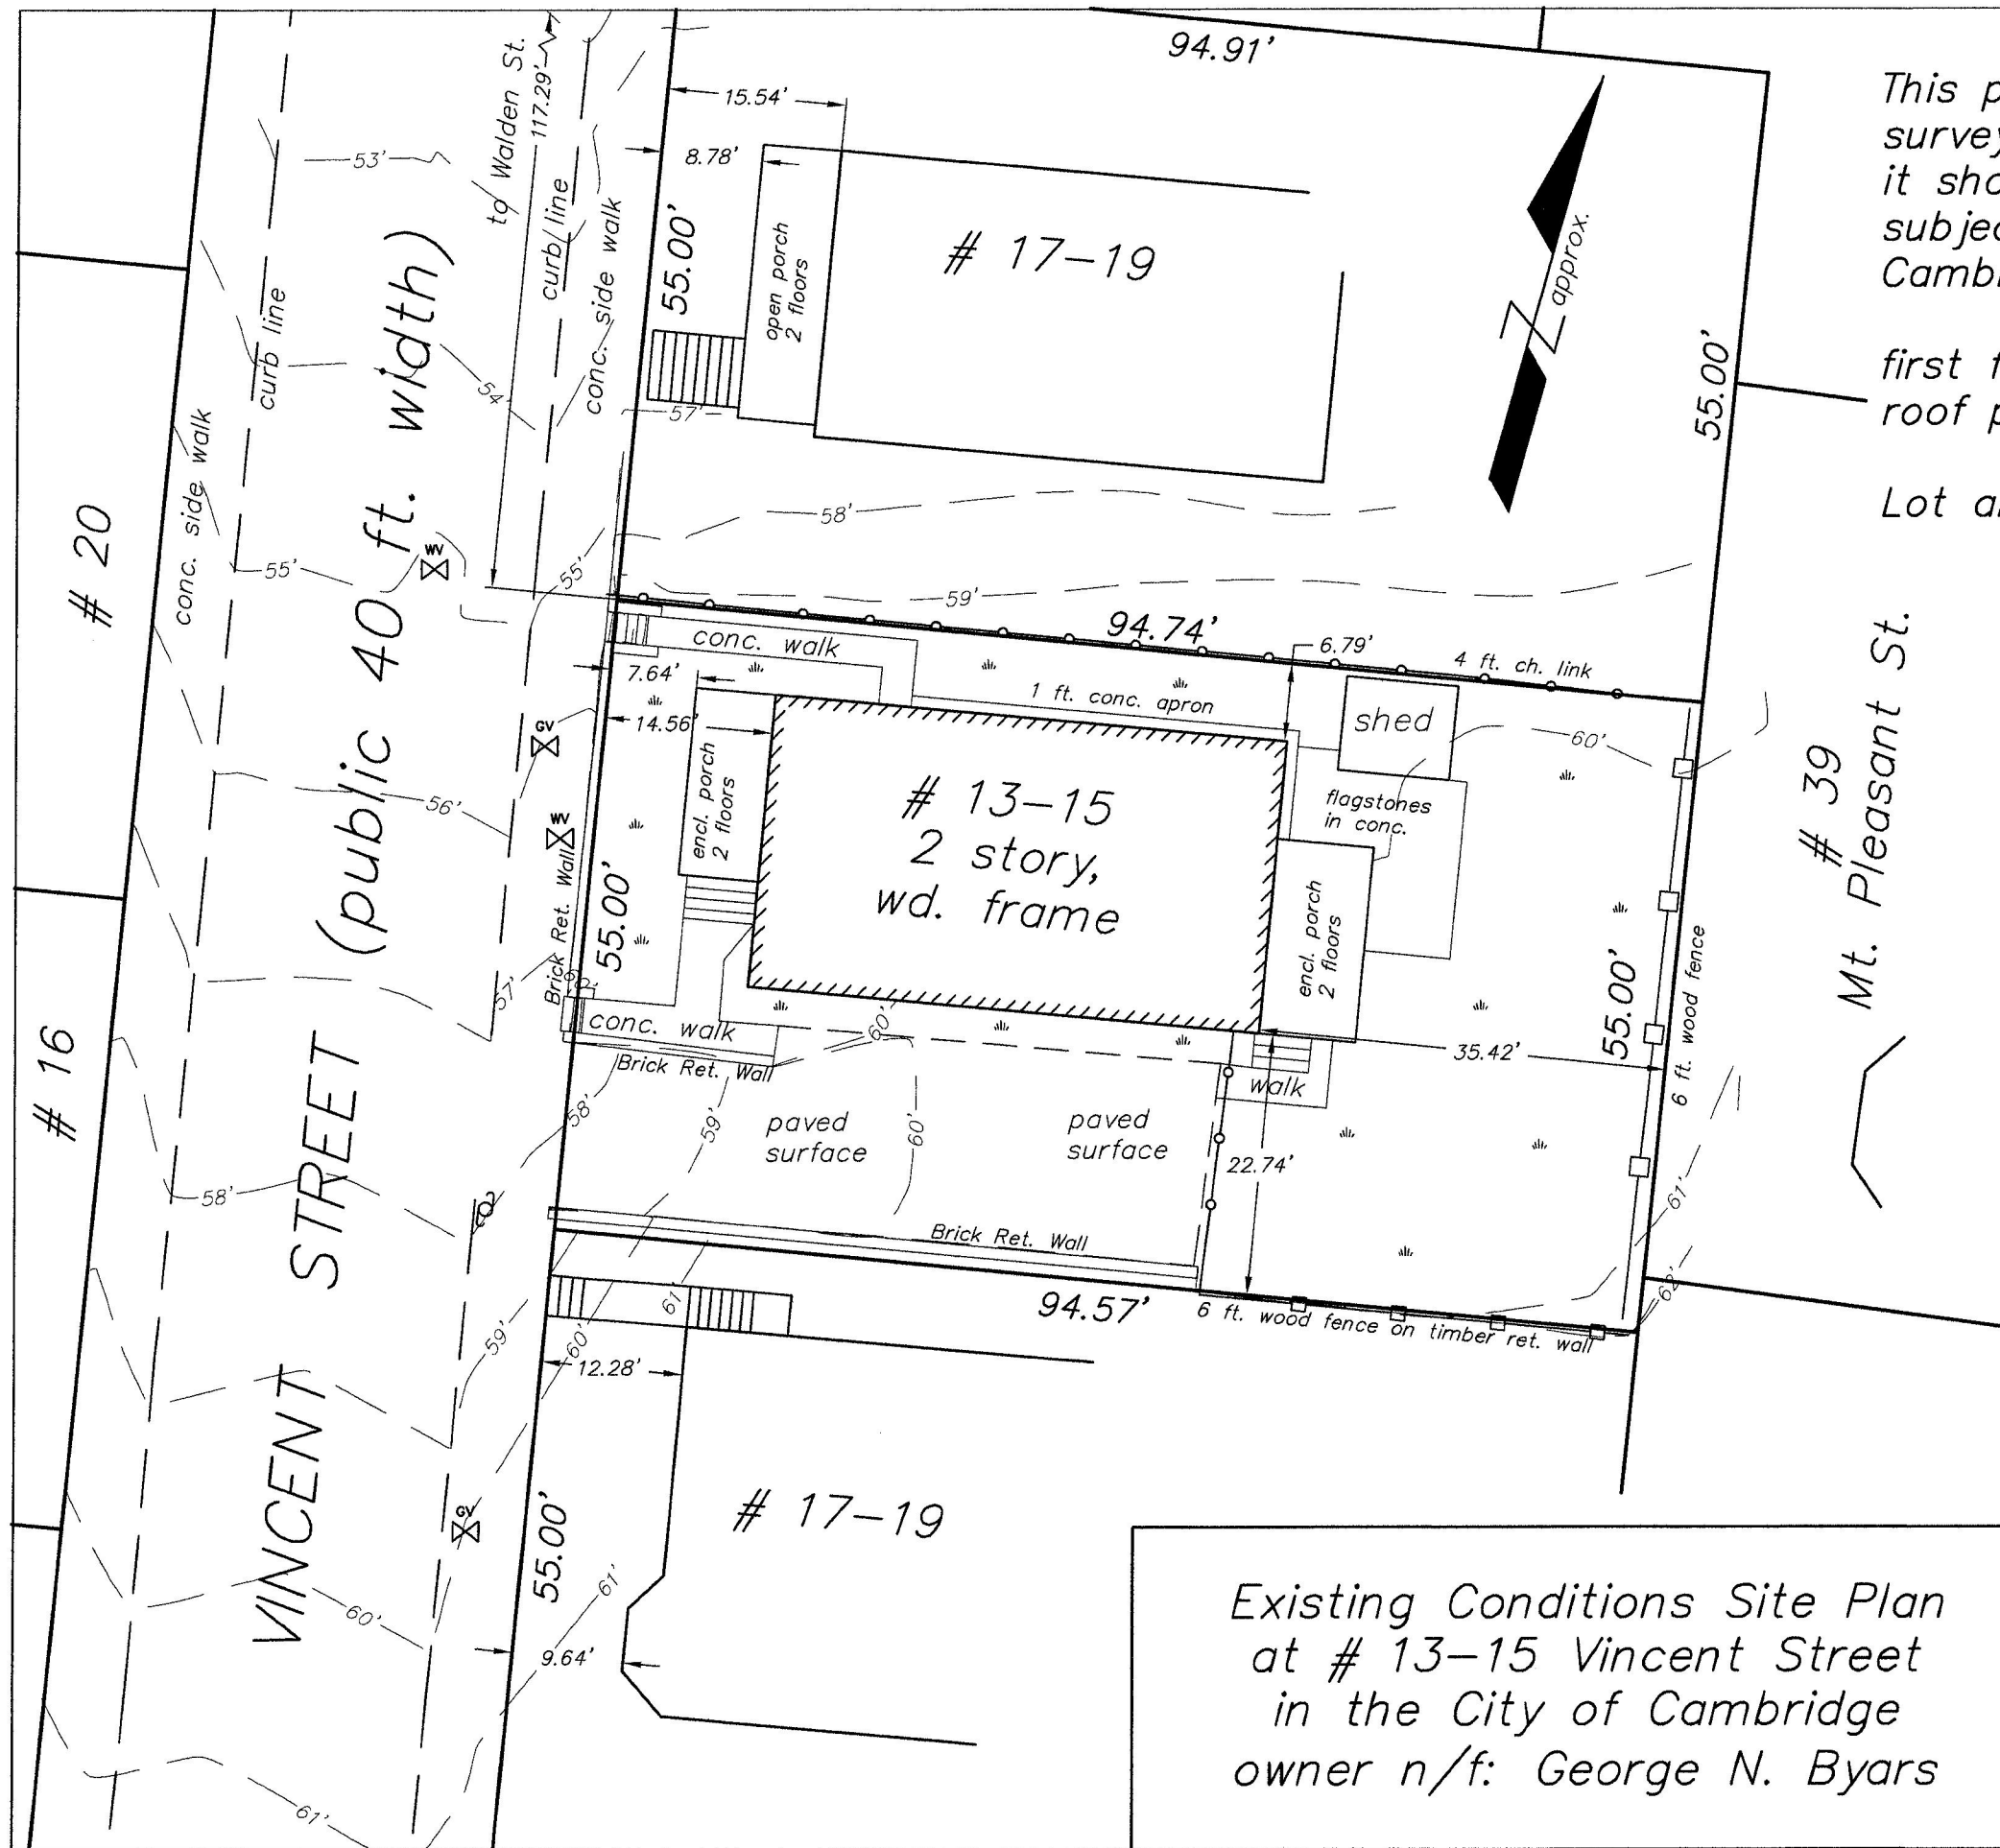 94.91'
This p
survey
it sho
subjec
Cambr
first f
roof p
Lot a
to Walden St.
117.29'
15.54'
8.78'
53'
curb line
conc. side walk
55.00'
open porch
2 floors
# 17-19
approx.
55.00'
curb line
conc. side walk
54'
57'
58'
# 20
VINCENT STREET (public 40 ft. width)
WV
55'
55'
59'
94.74'
6.79'
4 ft. ch. link
conc. walk
7.64'
1 ft. conc. apron
shed
60'
14.56'
GV
encl. porch
2 floors
# 13-15
2 story,
wd. frame
flagstones
in conc.
# 39
Mt. Pleasant St.
56'
WV
Brick Ret. Wall
55.00'
encl. porch
2 floors
55.00'
6 ft. wood fence
57'
conc. walk
60'
35.42'
# 16
Brick Ret. Wall
walk
58'
59'
paved
surface
60'
paved
surface
22.74'
58'
61'
Brick Ret. Wall
62'
61'
94.57'
6 ft. wood fence on timber ret. wall
59'
60'
12.28'
# 17-19
GV
55.00'
61'
60'
9.64'
61'
Existing Conditions Site Plan
at # 13-15 Vincent Street
in the City of Cambridge
owner n/f: George N. Byars